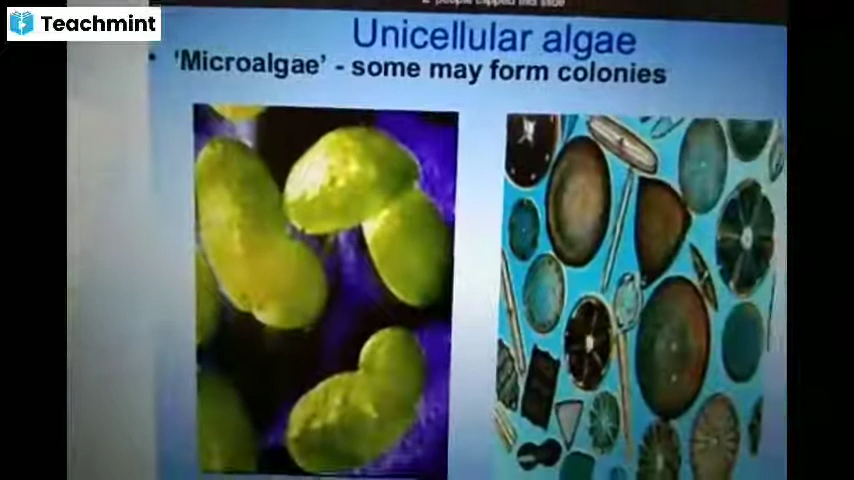 Teachmint
Unicellular algae
• 'Microalgae' - some may form colonies